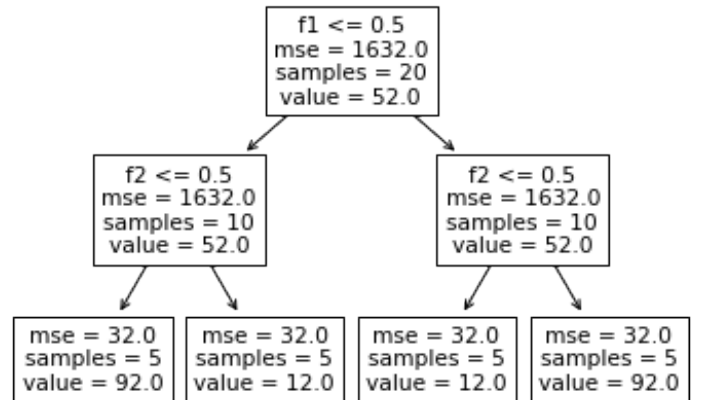 f1 <= 0.5
mse = 1632.0
samples = 20
value = 52.0
f2 <= 0.5
mse = 1632.0
samples = 10
value = 52.0
f2 <= 0.5
mse = 1632.0
samples = 10
value = 52.0
mse = 32.0
samples = 5
value = 92.0
mse = 32.0
samples = 5
value = 12.0
mse = 32.0
samples = 5
value = 12.0
mse = 32.0
samples = 5
value = 92.0